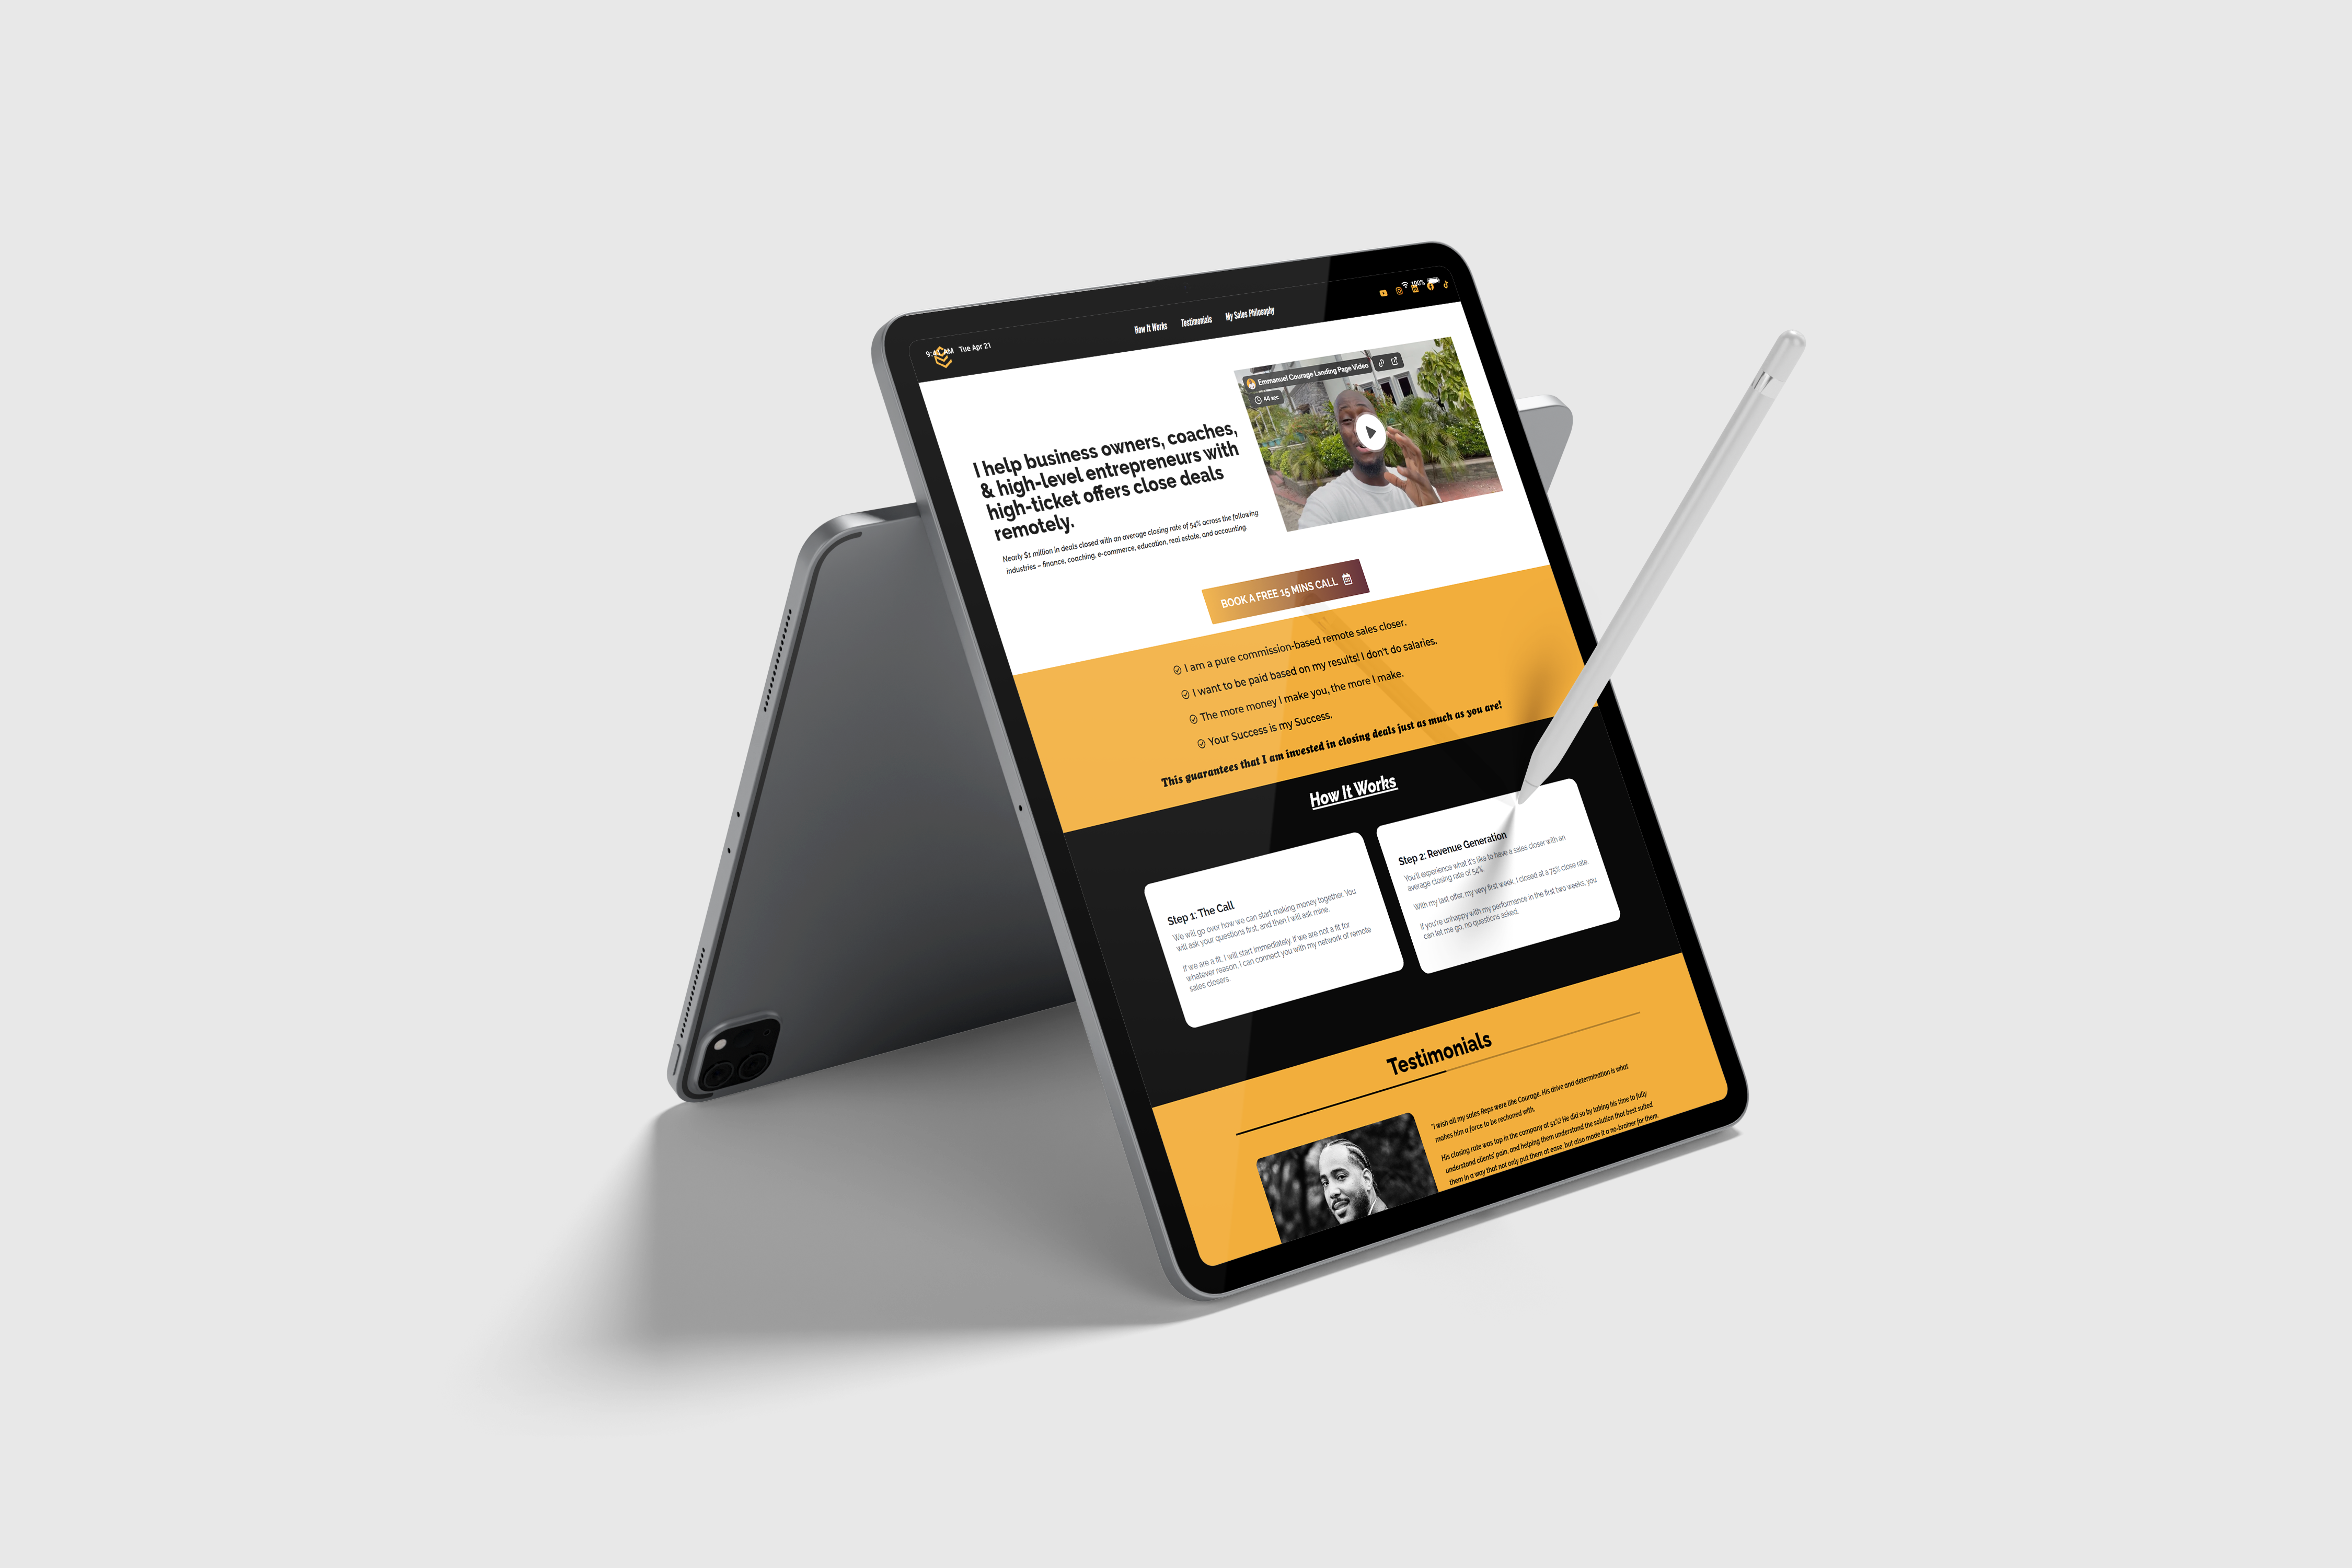 Tue Apr 21
100%
How It Works
Testimonials
My Sales Philosophy
I help business owners, coaches,
& high-level entrepreneurs with
high-ticket offers close deals
remotely.
Nearly $1 million in deals closed with an average closing rate of 54% across the following
industries – finance, coaching, e-commerce, education, real estate, and accounting.
Emmanuel Courage Landing Page Video
44 sec
BOOK A FREE 15 MINS CALL
I am a pure commission-based remote sales closer.
I want to be paid based on my results! I don't do salaries.
The more money I make you, the more I make.
Your Success is my Success.
This guarantees that I am invested in closing deals just as much as you are!
How It Works
Step 1: The Call
We will go over how we can start making money together. You
will ask your questions first, and then I will ask mine.
If we are a fit, I will start immediately. If we are not a fit for
whatever reason, I can connect you with my network of remote
sales closers.
Step 2: Revenue Generation
You'll experience what it's like to have a sales closer with an
average closing rate of 54%.
With my last offer, my very first week, I closed at a 75% close rate.
If you're unhappy with my performance in the first two weeks, you
can let me go, no questions asked.
Testimonials
"I wish all my sales Reps were like Courage. His drive and determination is what
makes him a force to be reckoned with.
His closing rate was top in the company at 51%! He did so by taking his time to fully
understand clients' pain, and helping them understand the solution that best suited
them in a way that not only put them at ease, but also made it a no-brainer for them